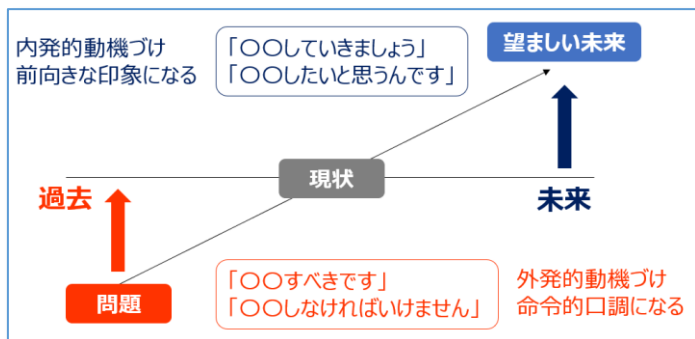 内発的動機づけ
前向きな印象になる
「〇〇していきましょう」
「〇〇したいと思うんです」
望ましい未来
現状
過去
未来
問題
「〇〇すべきです」
「〇〇しなければいけません」
外発的動機づけ
命令的口調になる